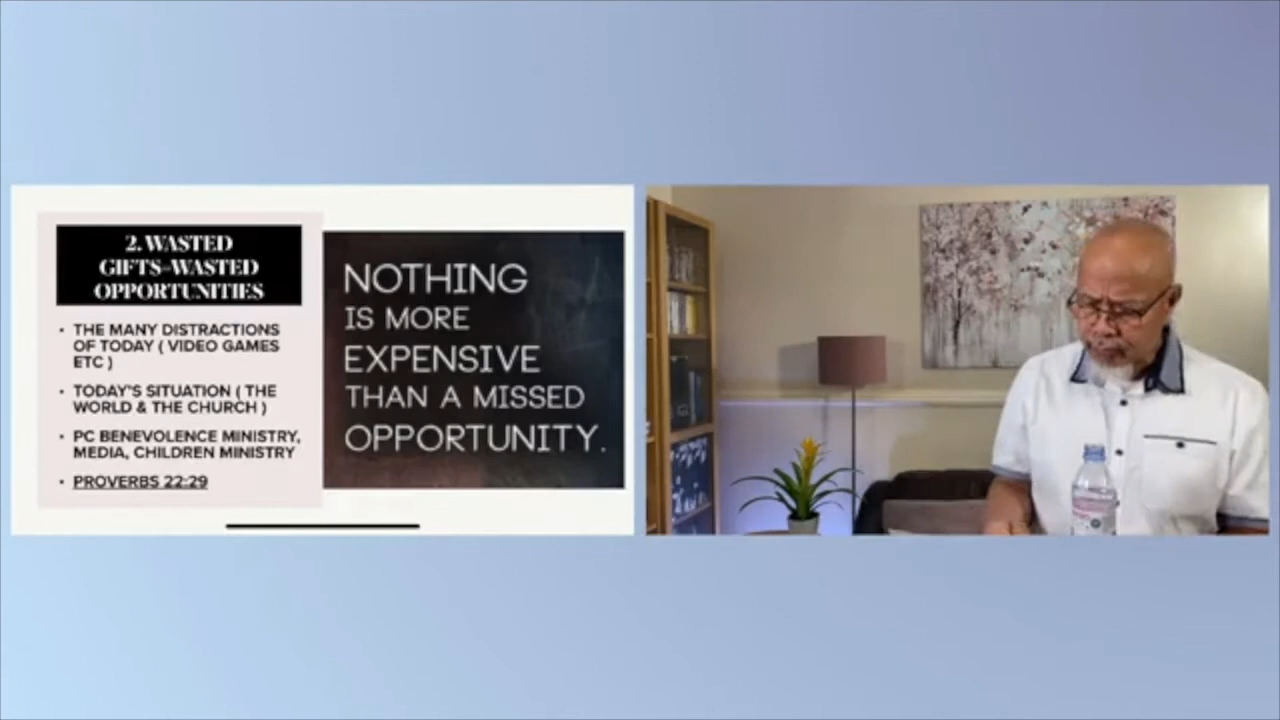 2. WASTED
GIFTS=WASTED
OPPORTUNITIES
• THE MANY DISTRACTIONS
OF TODAY ( VIDEO GAMES
ETC )
• TODAY'S SITUATION ( THE
WORLD & THE CHURCH )
• PC BENEVOLENCE MINISTRY,
MEDIA, CHILDREN MINISTRY
• PROVERBS 22:29
NOTHING
IS MORE
EXPENSIVE
THAN A MISSED
OPPORTUNITY.